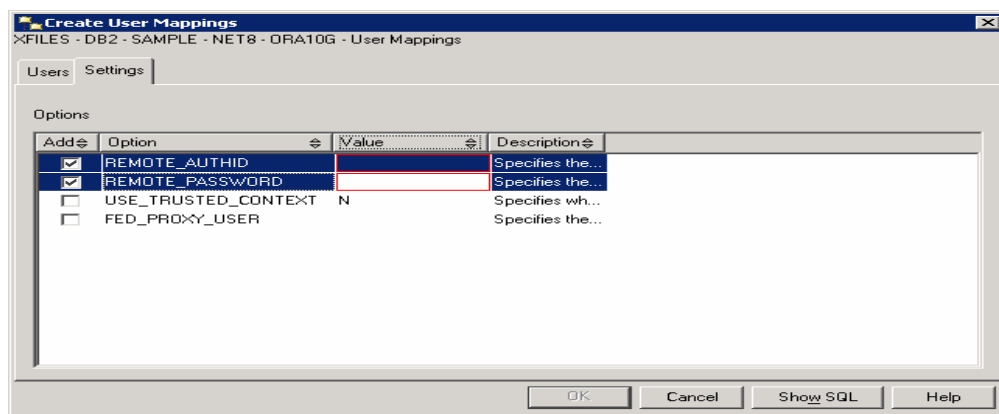 Create User Mappings
XFILES - DB2 - SAMPLE - NET8 - ORA10G - User Mappings
Users Settings
Options
Add Option Value Description
REMOTE_AUTHID Specifies the...
REMOTE_PASSWORD Specifies the...
USE_TRUSTED_CONTEXT N Specifies wh...
FED_PROXY_USER Specifies the...
OK Cancel Show SQL Help